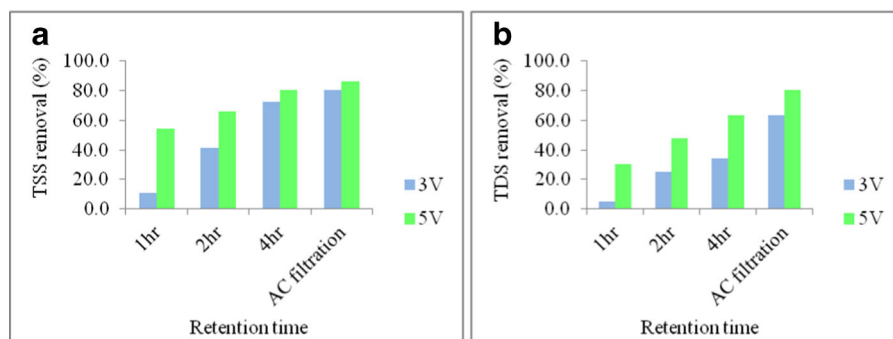 a
TSS removal (%)
100.0
80.0
60.0
40.0
20.0
0.0
1hr
2hr
4hr
AC filtration
Retention time
3V
5V
b
TDS removal (%)
100.0
80.0
60.0
40.0
20.0
0.0
1hr
2hr
4hr
AC filtration
Retention time
3V
5V